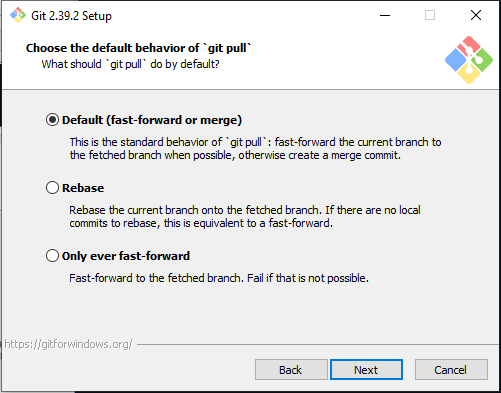 Git 2.39.2 Setup
Choose the default behavior of `git pull`
What should `git pull` do by default?
Default (fast-forward or merge)
This is the standard behavior of `git pull`: fast-forward the current branch to
the fetched branch when possible, otherwise create a merge commit.
Rebase
Rebase the current branch onto the fetched branch. If there are no local
commits to rebase, this is equivalent to a fast-forward.
Only ever fast-forward
Fast-forward to the fetched branch. Fail if that is not possible.
https://gitforwindows.org/
Back Next Cancel